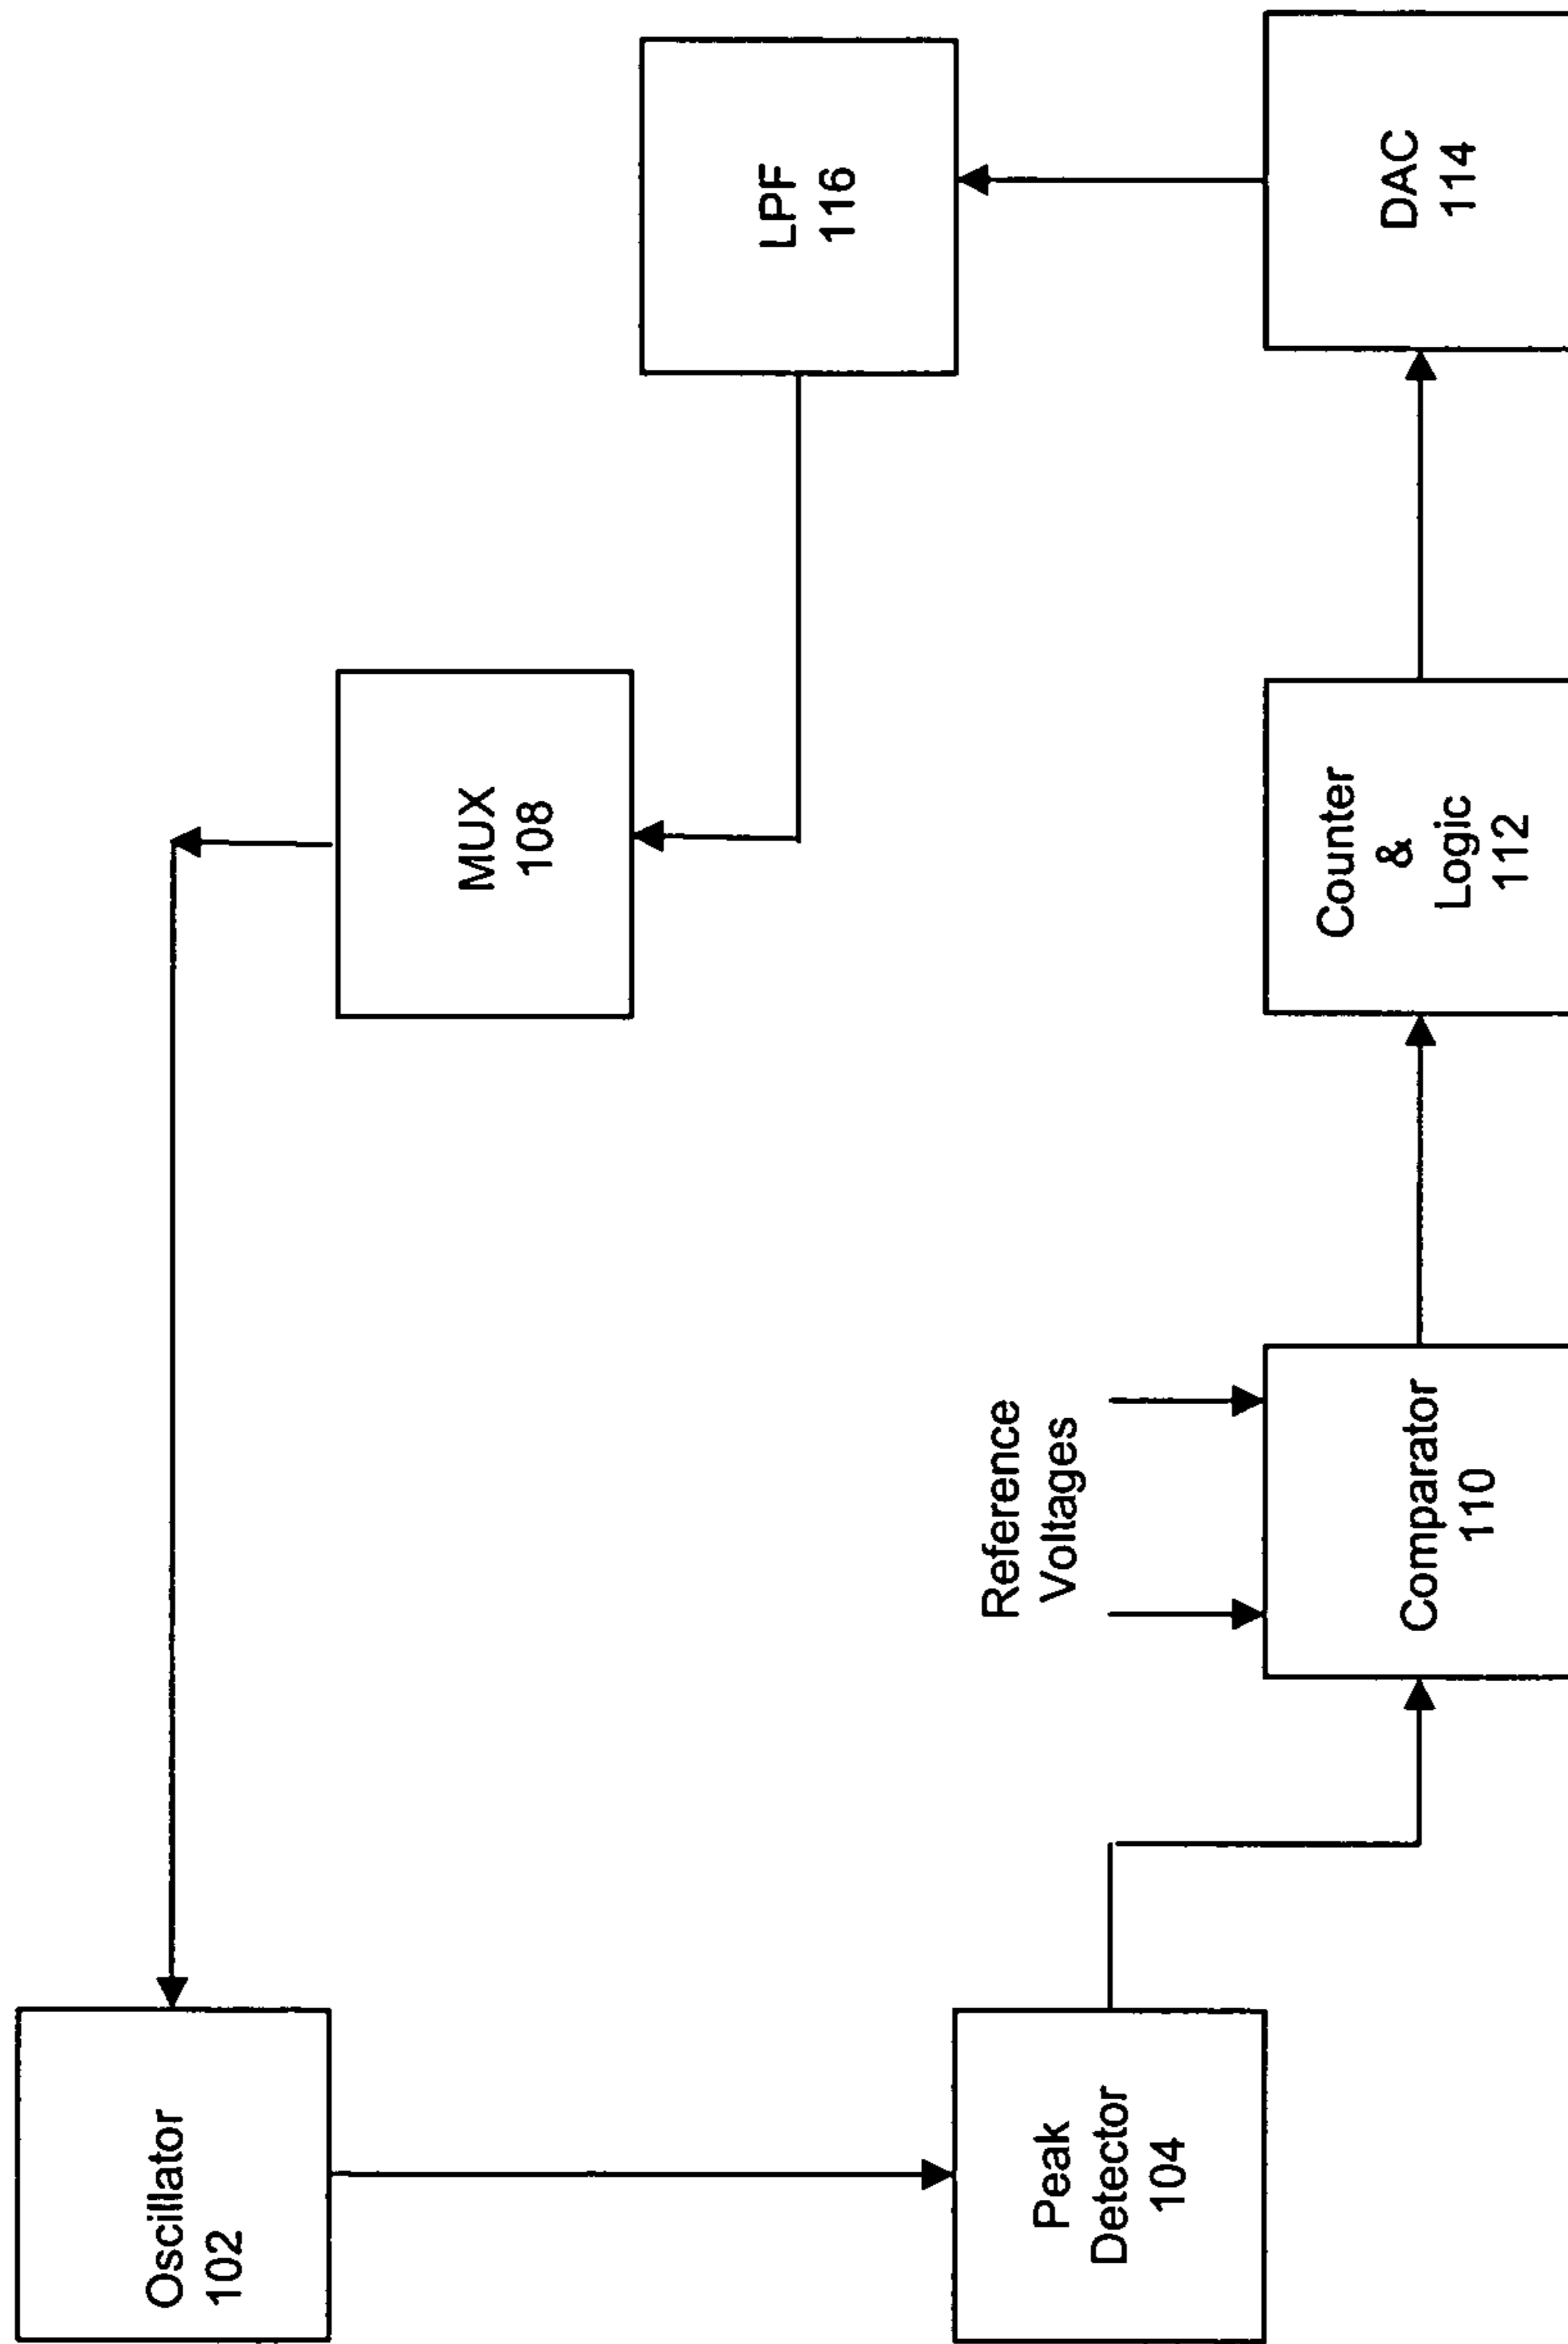 Oscillator
102
MUX
108
LPF
116
Peak
Detector
104
Reference
Voltages
Comparator
110
Counter
&
Logic
112
DAC
114